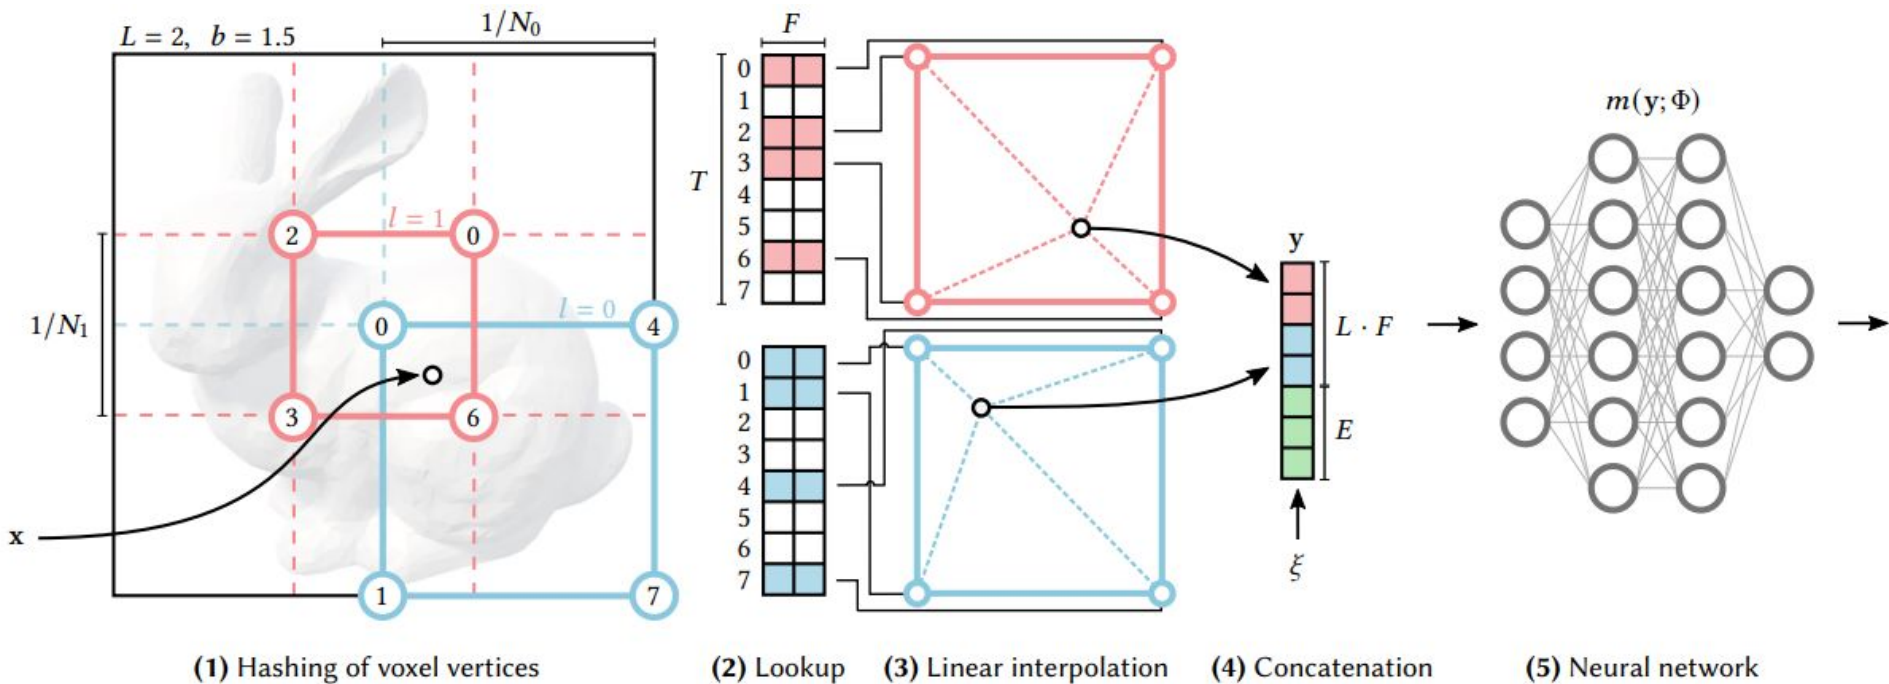 L = 2, b = 1.5
1/N₀
l = 1
2
0
1/N₁
l = 0
0
4
3
6
x
1
7
F
T
0
1
2
3
4
5
6
7
0
1
2
3
4
5
6
7
y
L · F
E
ξ
m(y; Φ)
(1) Hashing of voxel vertices
(2) Lookup
(3) Linear interpolation
(4) Concatenation
(5) Neural network